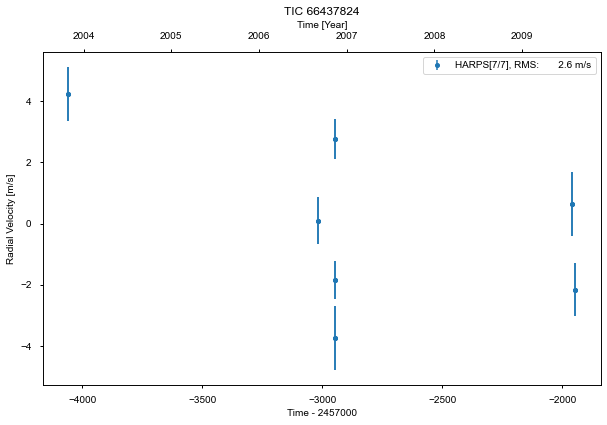 TIC 66437824
Time [Year]
2004 2005 2006 2007 2008 2009
HARPS[7/7], RMS: 2.6 m/s
Radial Velocity [m/s]
4
2
0
−2
−4
−4000 −3500 −3000 −2500 −2000
Time - 2457000